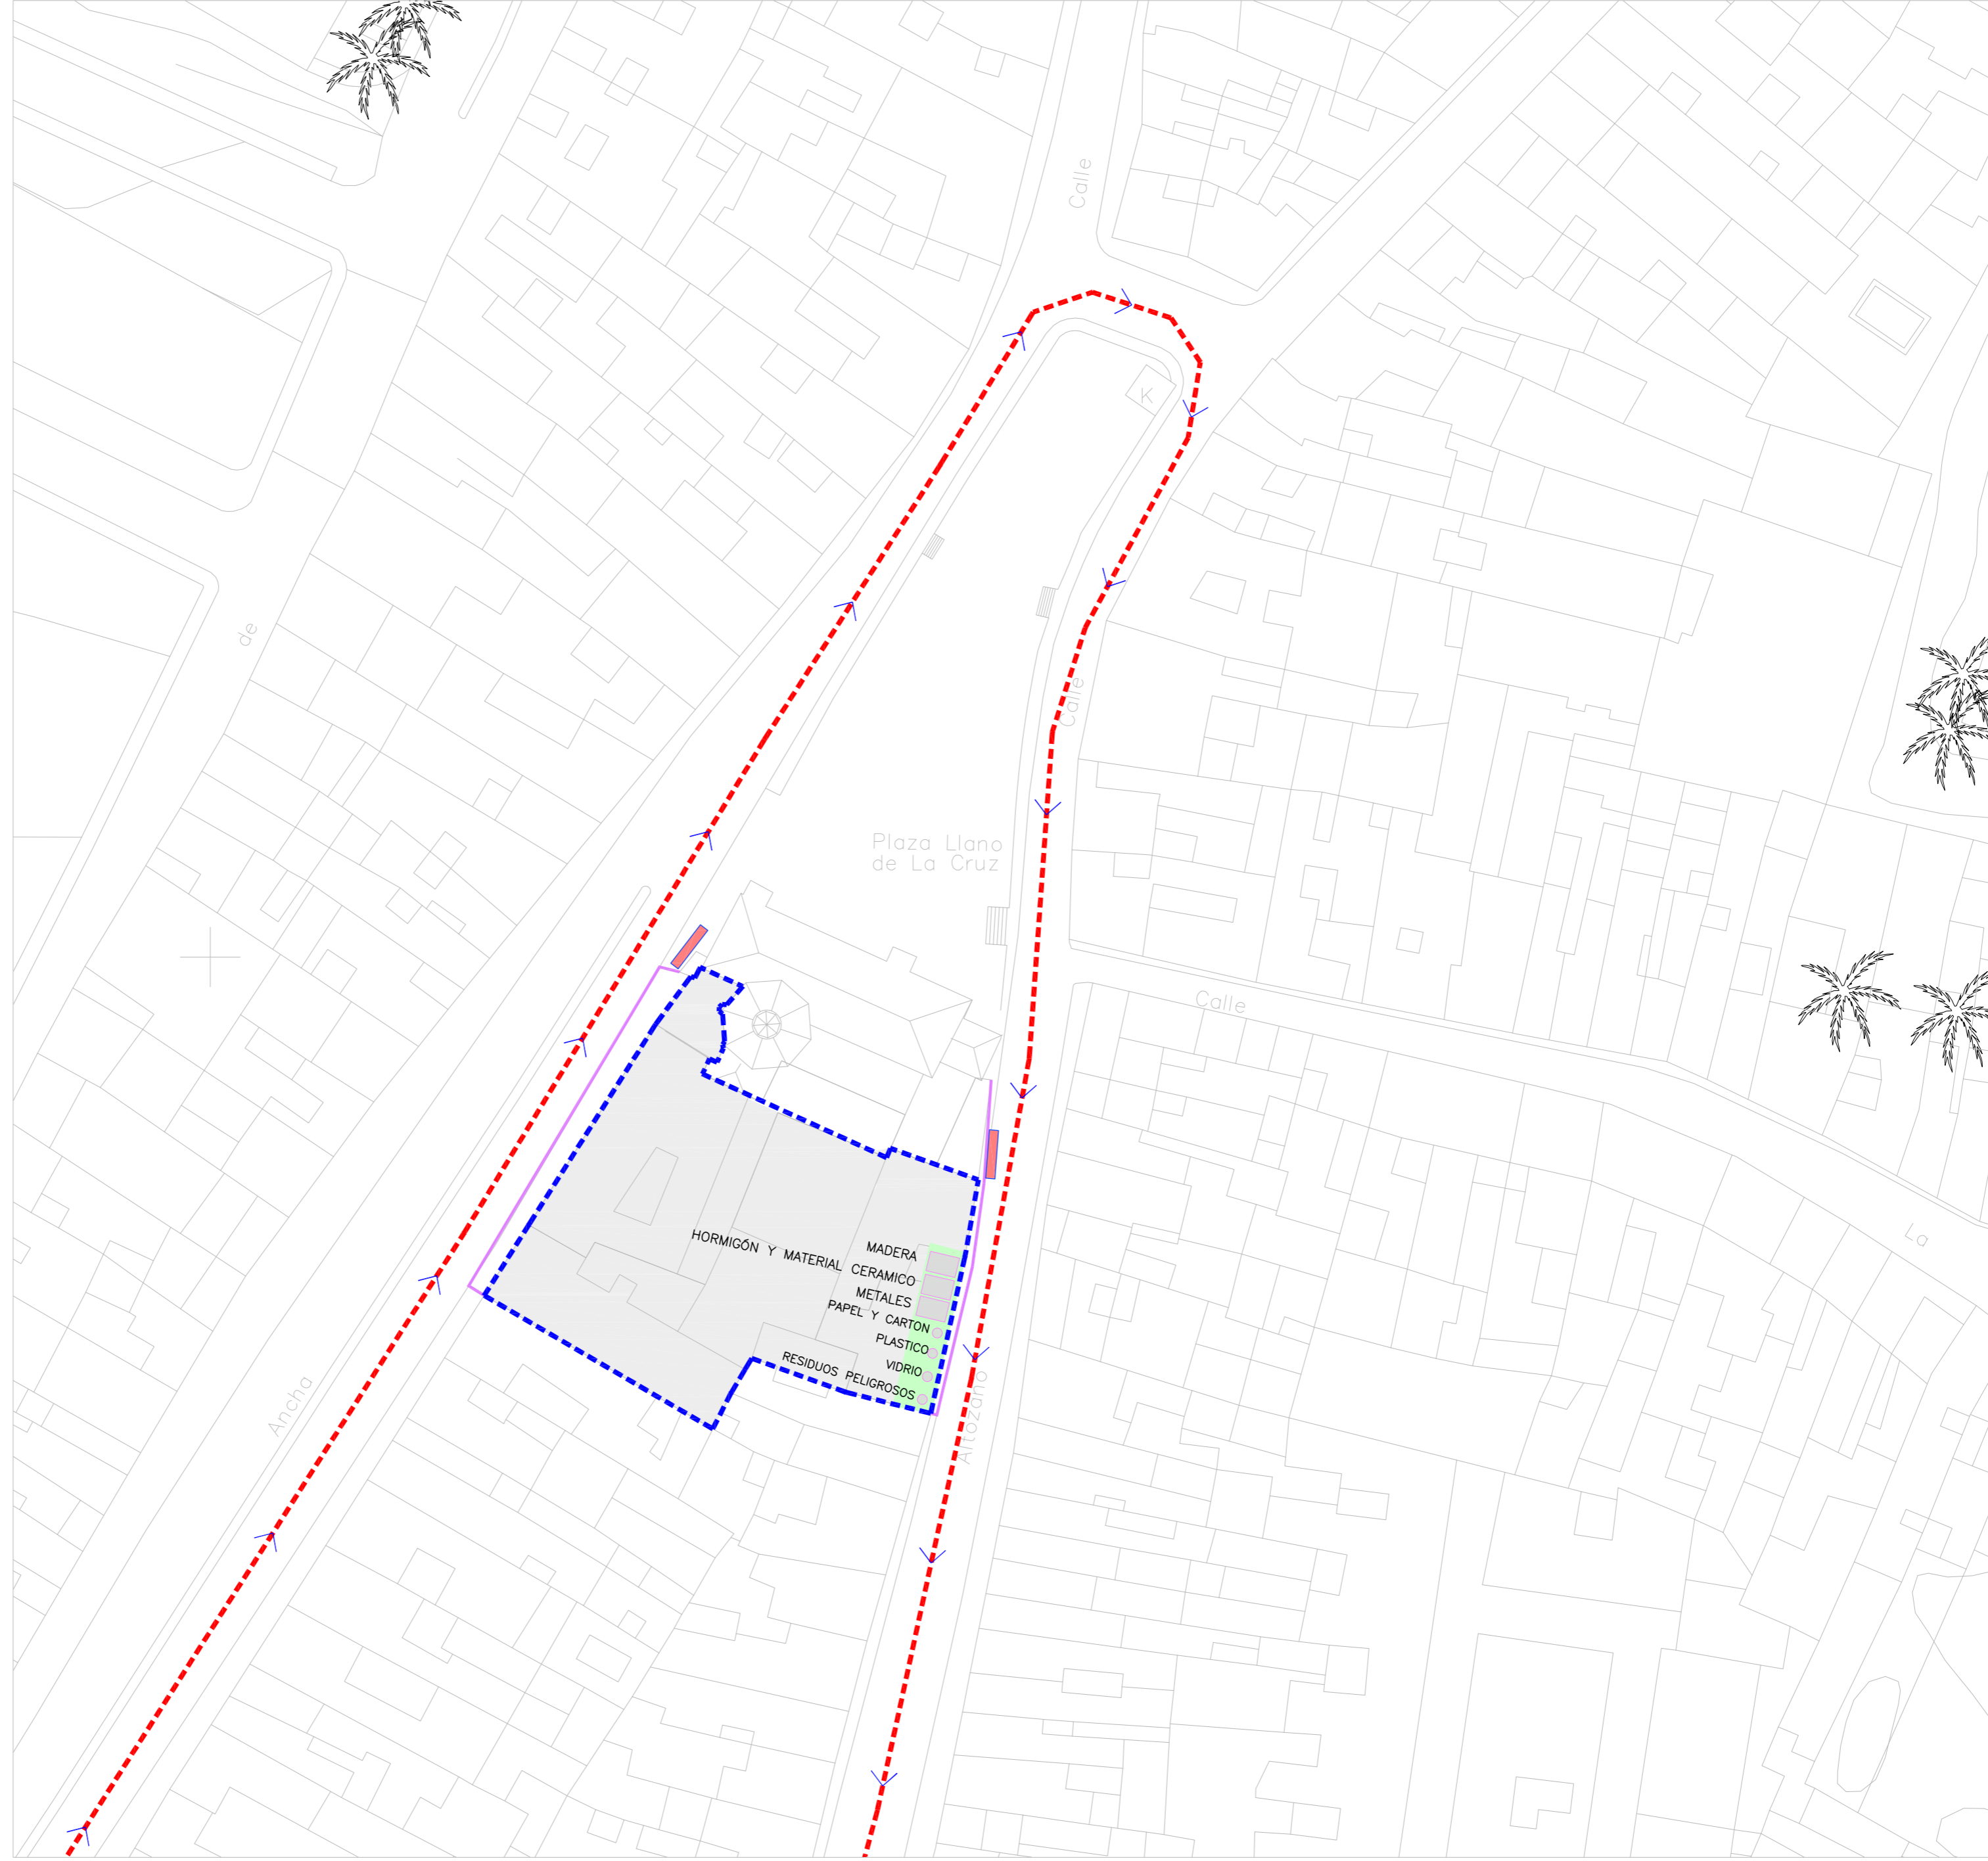 Calle
K
de
Calle
Plaza Llano
de La Cruz
Calle
La
MADERA
HORMIGÓN Y MATERIAL CERAMICO
METALES
PAPEL Y CARTON
PLASTICO
VIDRIO
RESIDUOS PELIGROSOS
Ancha
Altozano